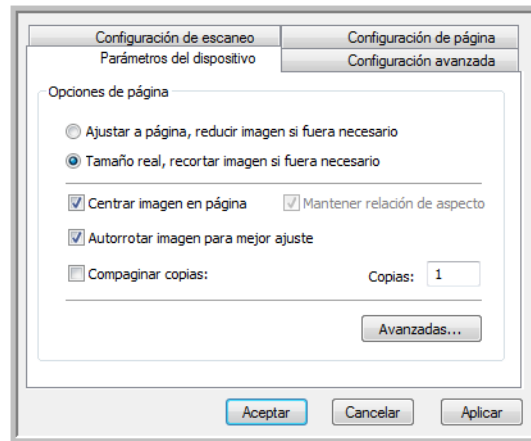 Configuración de escaneo
Configuración de página
Parámetros del dispositivo
Configuración avanzada
Opciones de página
Ajustar a página, reducir imagen si fuera necesario
Tamaño real, recortar imagen si fuera necesario
Centrar imagen en página
Mantener relación de aspecto
Autorrotar imagen para mejor ajuste
Compaginar copias:
Copias: 1
Avanzadas...
Aceptar
Cancelar
Aplicar